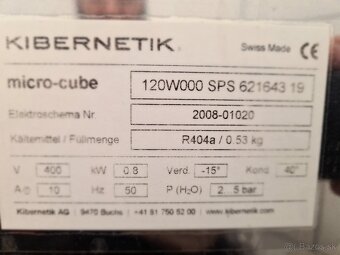 KIBERNETIK Swiss Made CE
micro-cube 120W000 SPS 621643 19
Elektroschema Nr 2008-01020
Kältemittel / Füllmenge R404a / 0.53 kg
V 400 kW 0.8 Verd -15° Kond 40°
A 10 Hz 50 P (H₂O) 2...5 bar
Kibernetik AG | 9470 Buchs | +41 81 750 52 00 | www.kibernetik.com